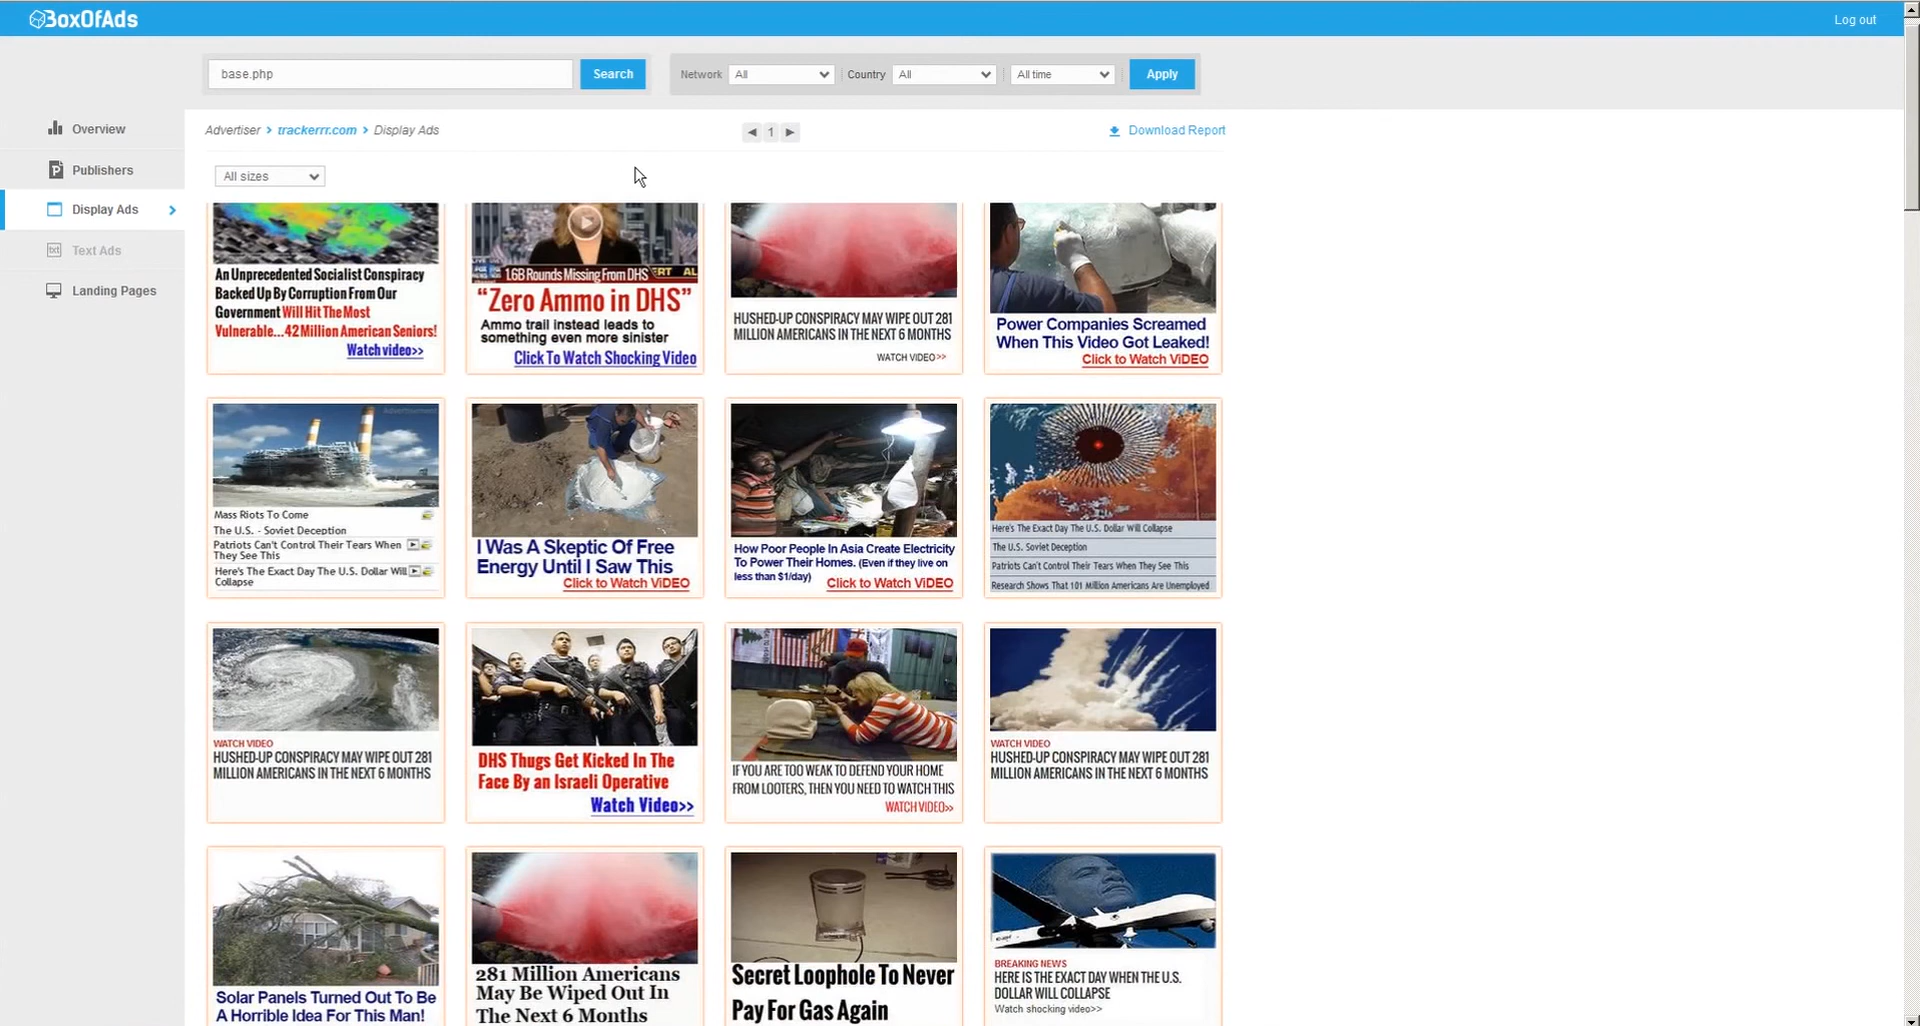 BoxOfAds
Log out
base.php
Search
Network
All
Country
All
All time
Apply
Overview
Publishers
Display Ads
Text Ads
Landing Pages
Advertiser > trackerrr.com > Display Ads
1
Download Report
All sizes
An Unprecedented Socialist Conspiracy
Backed Up By Corruption From Our
Government Will Hit The Most
Vulnerable...42 Million American Seniors!
Watch video>>
1.6B Rounds Missing From DHS
"Zero Ammo in DHS"
Ammo trail instead leads to
something even more sinister
Click To Watch Shocking Video
HUSHED-UP CONSPIRACY MAY WIPE OUT 281
MILLION AMERICANS IN THE NEXT 6 MONTHS
WATCH VIDEO>>
Power Companies Screamed
When This Video Got Leaked!
Click to Watch ViDEO
Mass Riots To Come
The U.S. - Soviet Deception
Patriots Can't Control Their Tears When
They See This
Here's The Exact Day The U.S. Dollar Will
Collapse
I Was A Skeptic Of Free
Energy Until I Saw This
Click to Watch ViDEO
How Poor People In Asia Create Electricity
To Power Their Homes. (Even if they live on
less than $1/day)
Click to Watch ViDEO
Here's The Exact Day The U.S. Dollar Will Collapse
The U.S. Soviet Deception
Patriots Can't Control Their Tears When They See This
Research Shows That 101 Million Americans Are Unemployed
WATCH VIDEO
HUSHED-UP CONSPIRACY MAY WIPE OUT 281
MILLION AMERICANS IN THE NEXT 6 MONTHS
DHS Thugs Get Kicked In The
Face By an Israeli Operative
Watch Video>>
IF YOU ARE TOO WEAK TO DEFEND YOUR HOME
FROM LOOTERS, THEN YOU NEED TO WATCH THIS
WATCH VIDEO>>
WATCH VIDEO
HUSHED-UP CONSPIRACY MAY WIPE OUT 281
MILLION AMERICANS IN THE NEXT 6 MONTHS
Solar Panels Turned Out To Be
A Horrible Idea For This Man!
281 Million Americans
May Be Wiped Out In
The Next 6 Months
Secret Loophole To Never
Pay For Gas Again
BREAKING NEWS
HERE IS THE EXACT DAY WHEN THE U.S.
DOLLAR WILL COLLAPSE
Watch shocking video>>